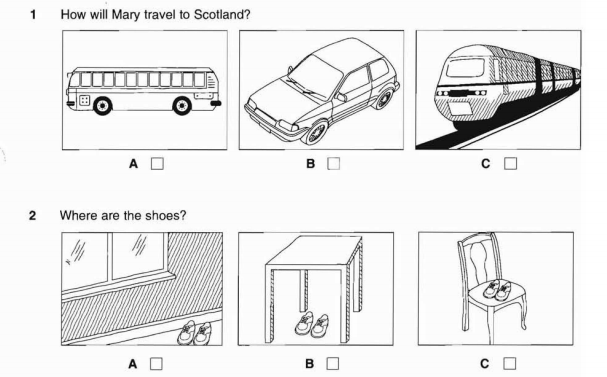 1 How will Mary travel to Scotland?
A B C
2 Where are the shoes?
A B C